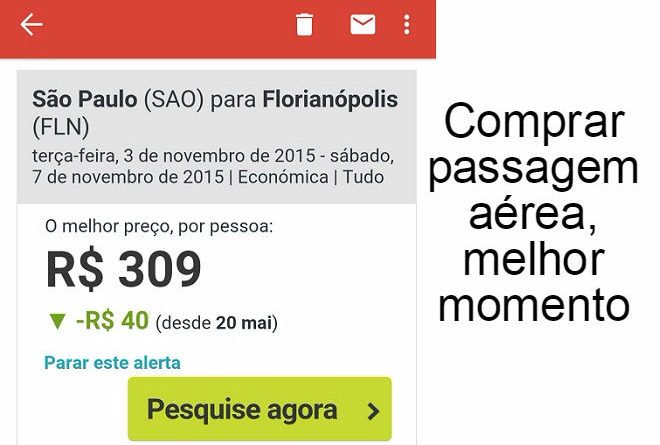 São Paulo (SAO) para Florianópolis
(FLN)
terça-feira, 3 de novembro de 2015 - sábado,
7 de novembro de 2015 | Económica | Tudo
O melhor preço, por pessoa:
R$ 309
▼ -R$ 40 (desde 20 mai)
Parar este alerta
Pesquise agora
Comprar
passagem
aérea,
melhor
momento